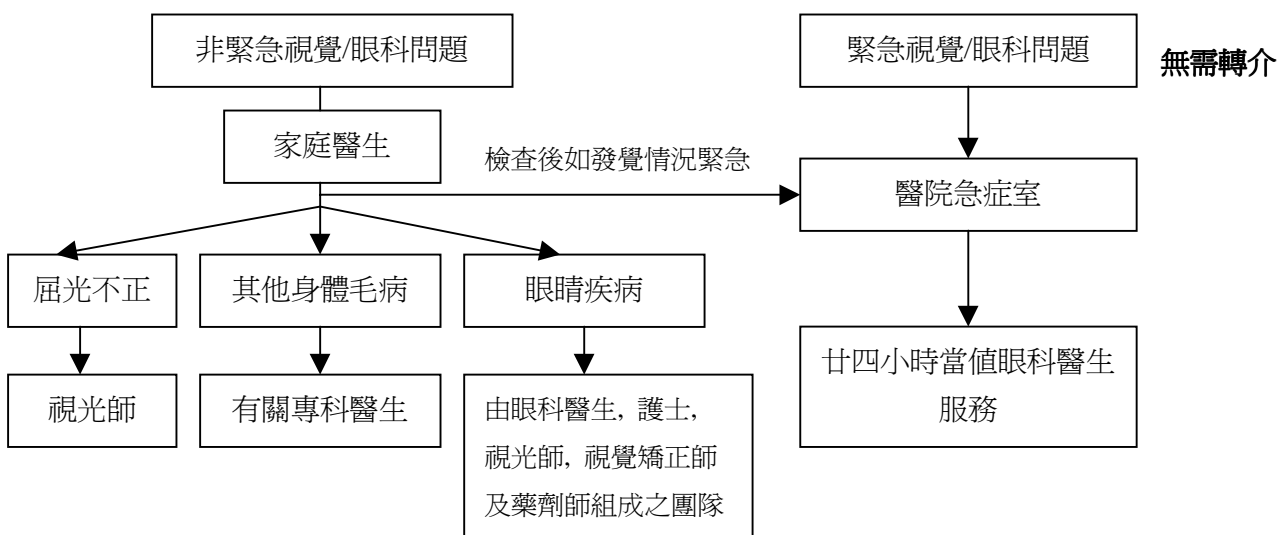 非緊急視覺/眼科問題
緊急視覺/眼科問題
無需轉介
家庭醫生
檢查後如發覺情況緊急
醫院急症室
屈光不正
其他身體毛病
眼睛疾病
視光師
有關專科醫生
由眼科醫生, 護士,
視光師, 視覺矯正師
及藥劑師組成之團隊
廿四小時當值眼科醫生
服務